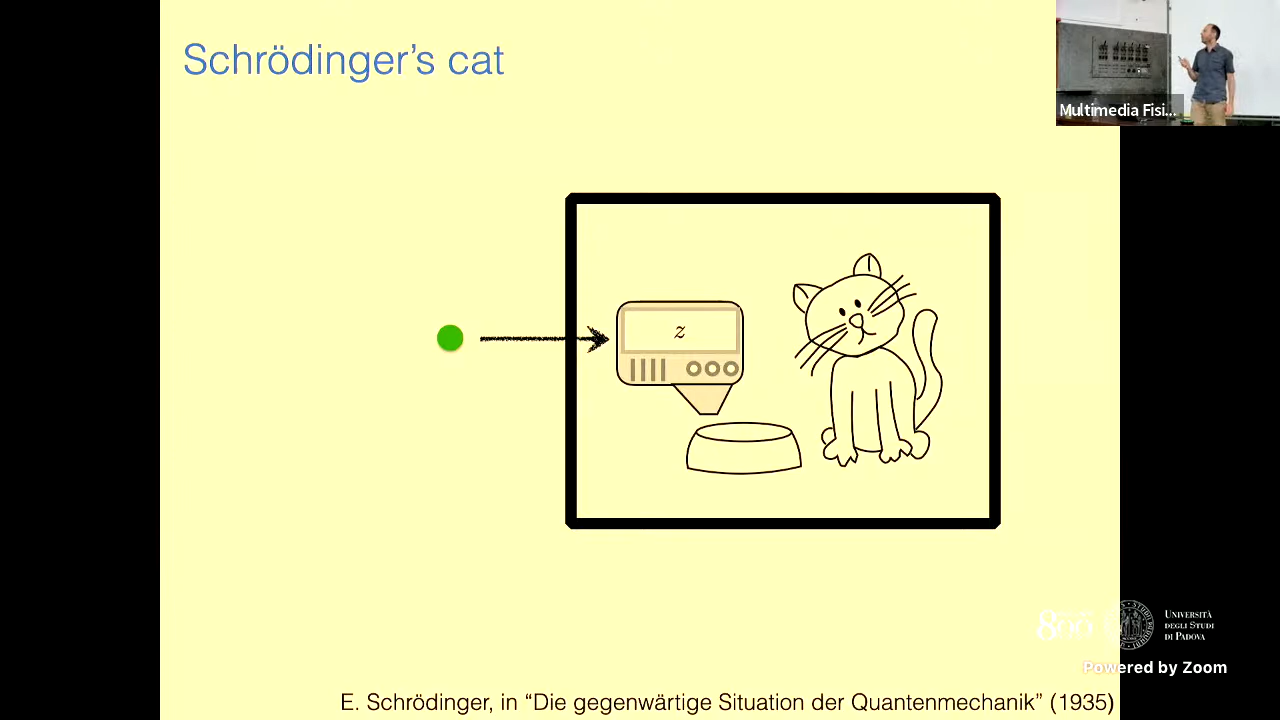 Schrödinger's cat
Multimedia Fisi...
z
800
UNIVERSITÀ
DEGLI STUDI
DI PADOVA
Powered by Zoom
E. Schrödinger, in “Die gegenwärtige Situation der Quantenmechanik” (1935)